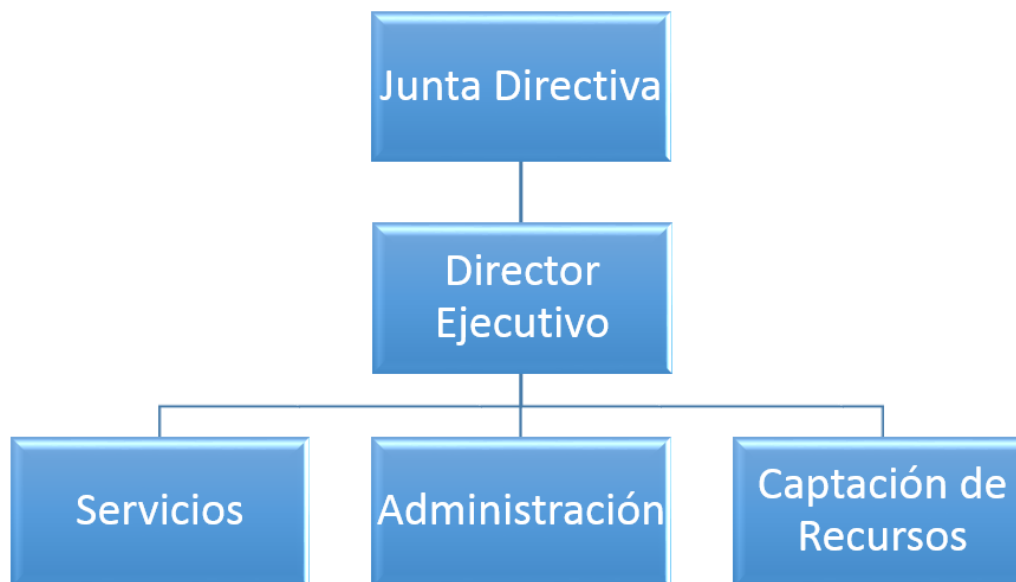 Junta Directiva
Director
Ejecutivo
Servicios
Administración
Captación de
Recursos